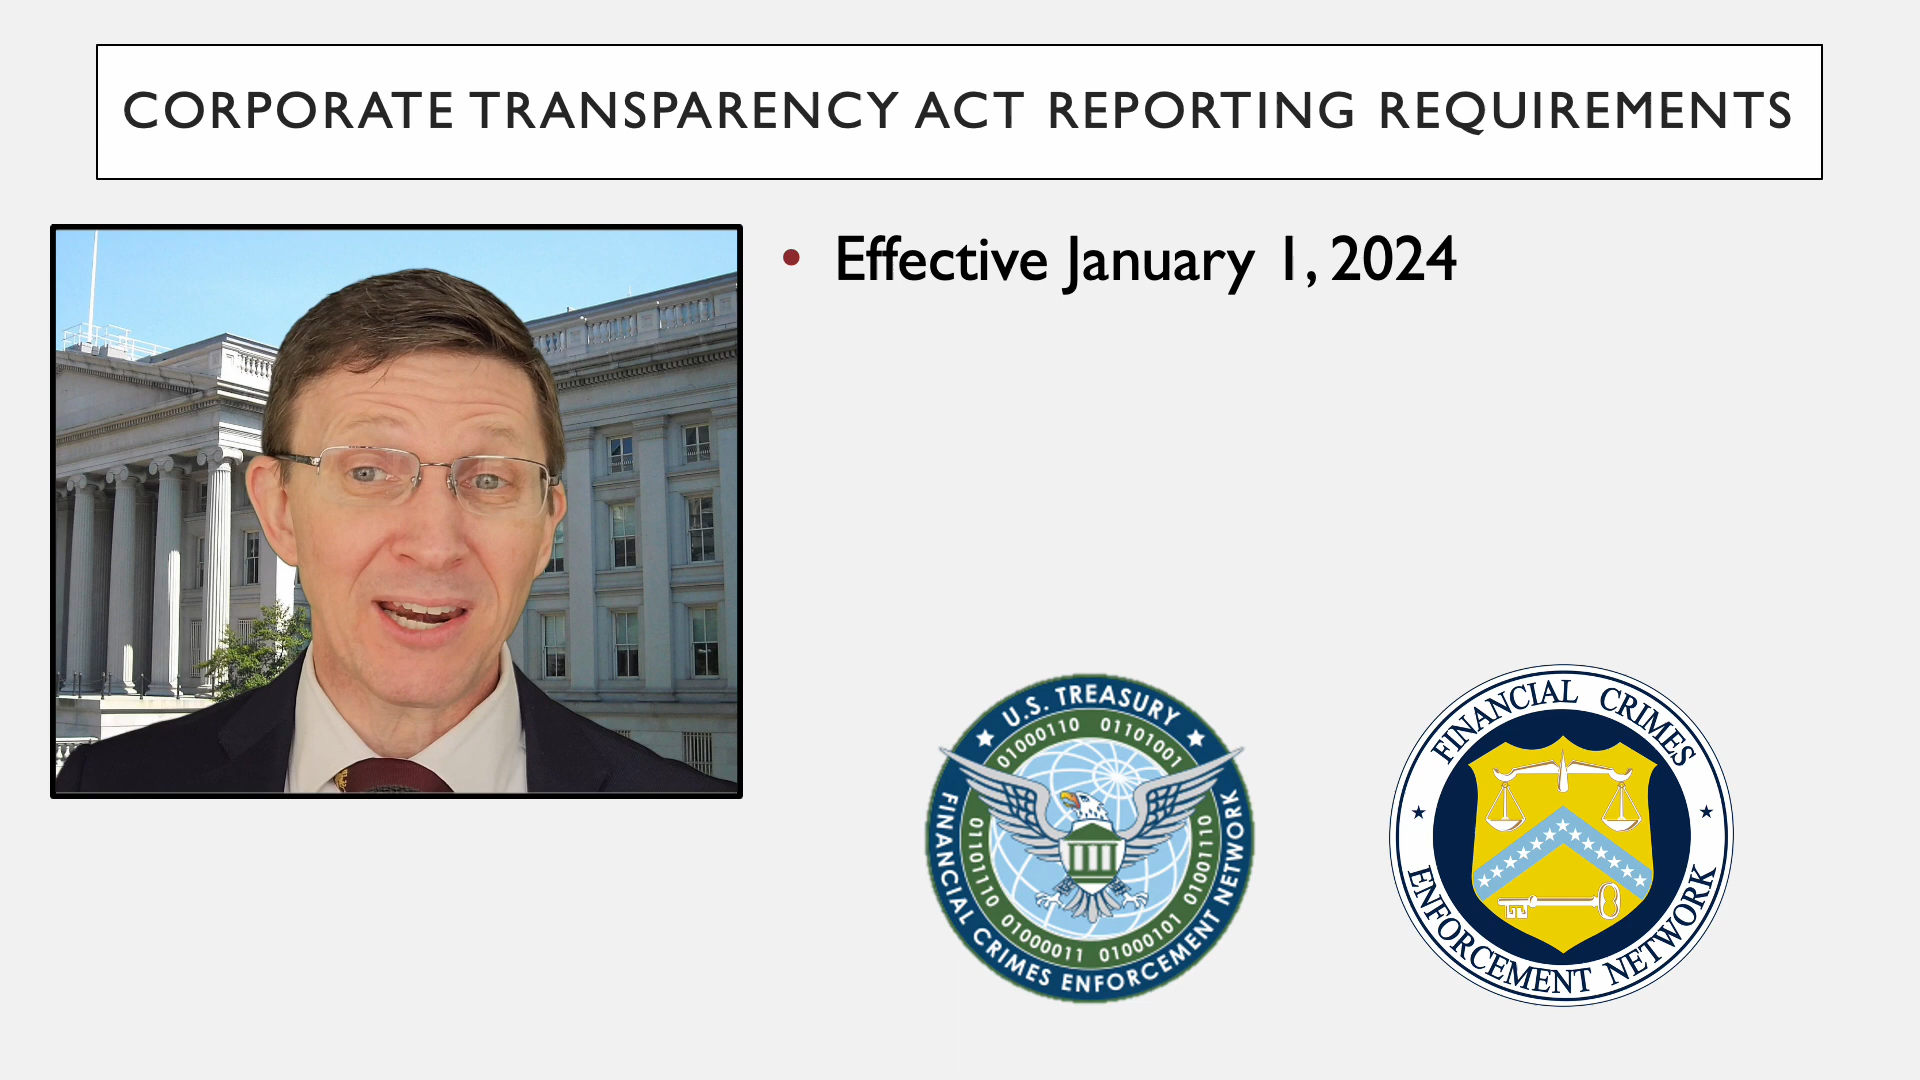 CORPORATE TRANSPARENCY ACT REPORTING REQUIREMENTS
• Effective January 1, 2024
U.S. TREASURY
01000110 01101001
01101110 01000011 01000101 01001110
FINANCIAL CRIMES ENFORCEMENT NETWORK
FINANCIAL CRIMES
ENFORCEMENT NETWORK